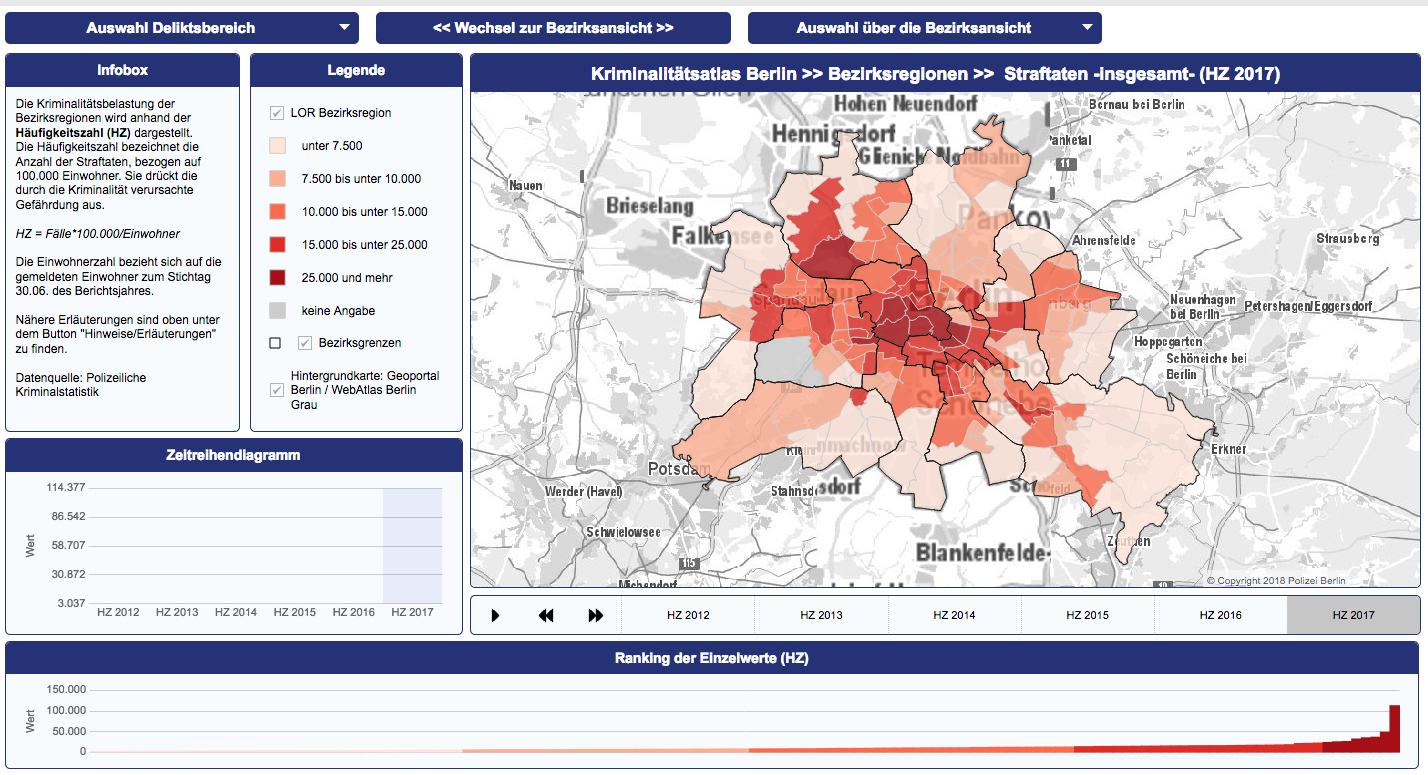 Auswahl Deliktsbereich
<< Wechsel zur Bezirksansicht >>
Auswahl über die Bezirksansicht
Infobox
Die Kriminalitätsbelastung der
Bezirksregionen wird anhand der
Häufigkeitszahl (HZ) dargestellt.
Die Häufigkeitszahl bezeichnet die
Anzahl der Straftaten, bezogen auf
100.000 Einwohner. Sie drückt die
durch die Kriminalität verursachte
Gefährdung aus.
HZ = Fälle*100.000/Einwohner
Die Einwohnerzahl bezieht sich auf die
gemeldeten Einwohner zum Stichtag
30.06. des Berichtsjahres.
Nähere Erläuterungen sind oben unter
dem Button "Hinweise/Erläuterungen"
zu finden.
Datenquelle: Polizeiliche
Kriminalstatistik
Legende
LOR Bezirksregion
unter 7.500
7.500 bis unter 10.000
10.000 bis unter 15.000
15.000 bis unter 25.000
25.000 und mehr
keine Angabe
Bezirksgrenzen
Hintergrundkarte: Geoportal
Berlin / WebAtlas Berlin
Grau
Kriminalitätsatlas Berlin >> Bezirksregionen >> Straftaten -insgesamt- (HZ 2017)
Hohen Neuendorf
Bernau bei Berlin
Hennigsdorf
Panketal
Glienicke/Nordbahn
11
Nauen
Brieselang
Pankow
Falkensee
Ahrensfelde
Strausberg
Spandau
Berlin
Neuenhagen
bei Berlin
Petershagen/Eggersdorf
Hoppegarten
Schöneiche bei
Berlin
Tempelho
Schönebe
Erkner
Potsdam
Werder (Havel)
Stahnsdorf
Schwielowsee
Zeuthen
Blankenfelde-
115
Michendorf
© Copyright 2018 Polizei Berlin
Zeitreihendiagramm
Wert
114.377
86.542
58.707
30.872
3.037
HZ 2012
HZ 2013
HZ 2014
HZ 2015
HZ 2016
HZ 2017
HZ 2012
HZ 2013
HZ 2014
HZ 2015
HZ 2016
HZ 2017
Ranking der Einzelwerte (HZ)
Wert
150.000
100.000
50.000
0